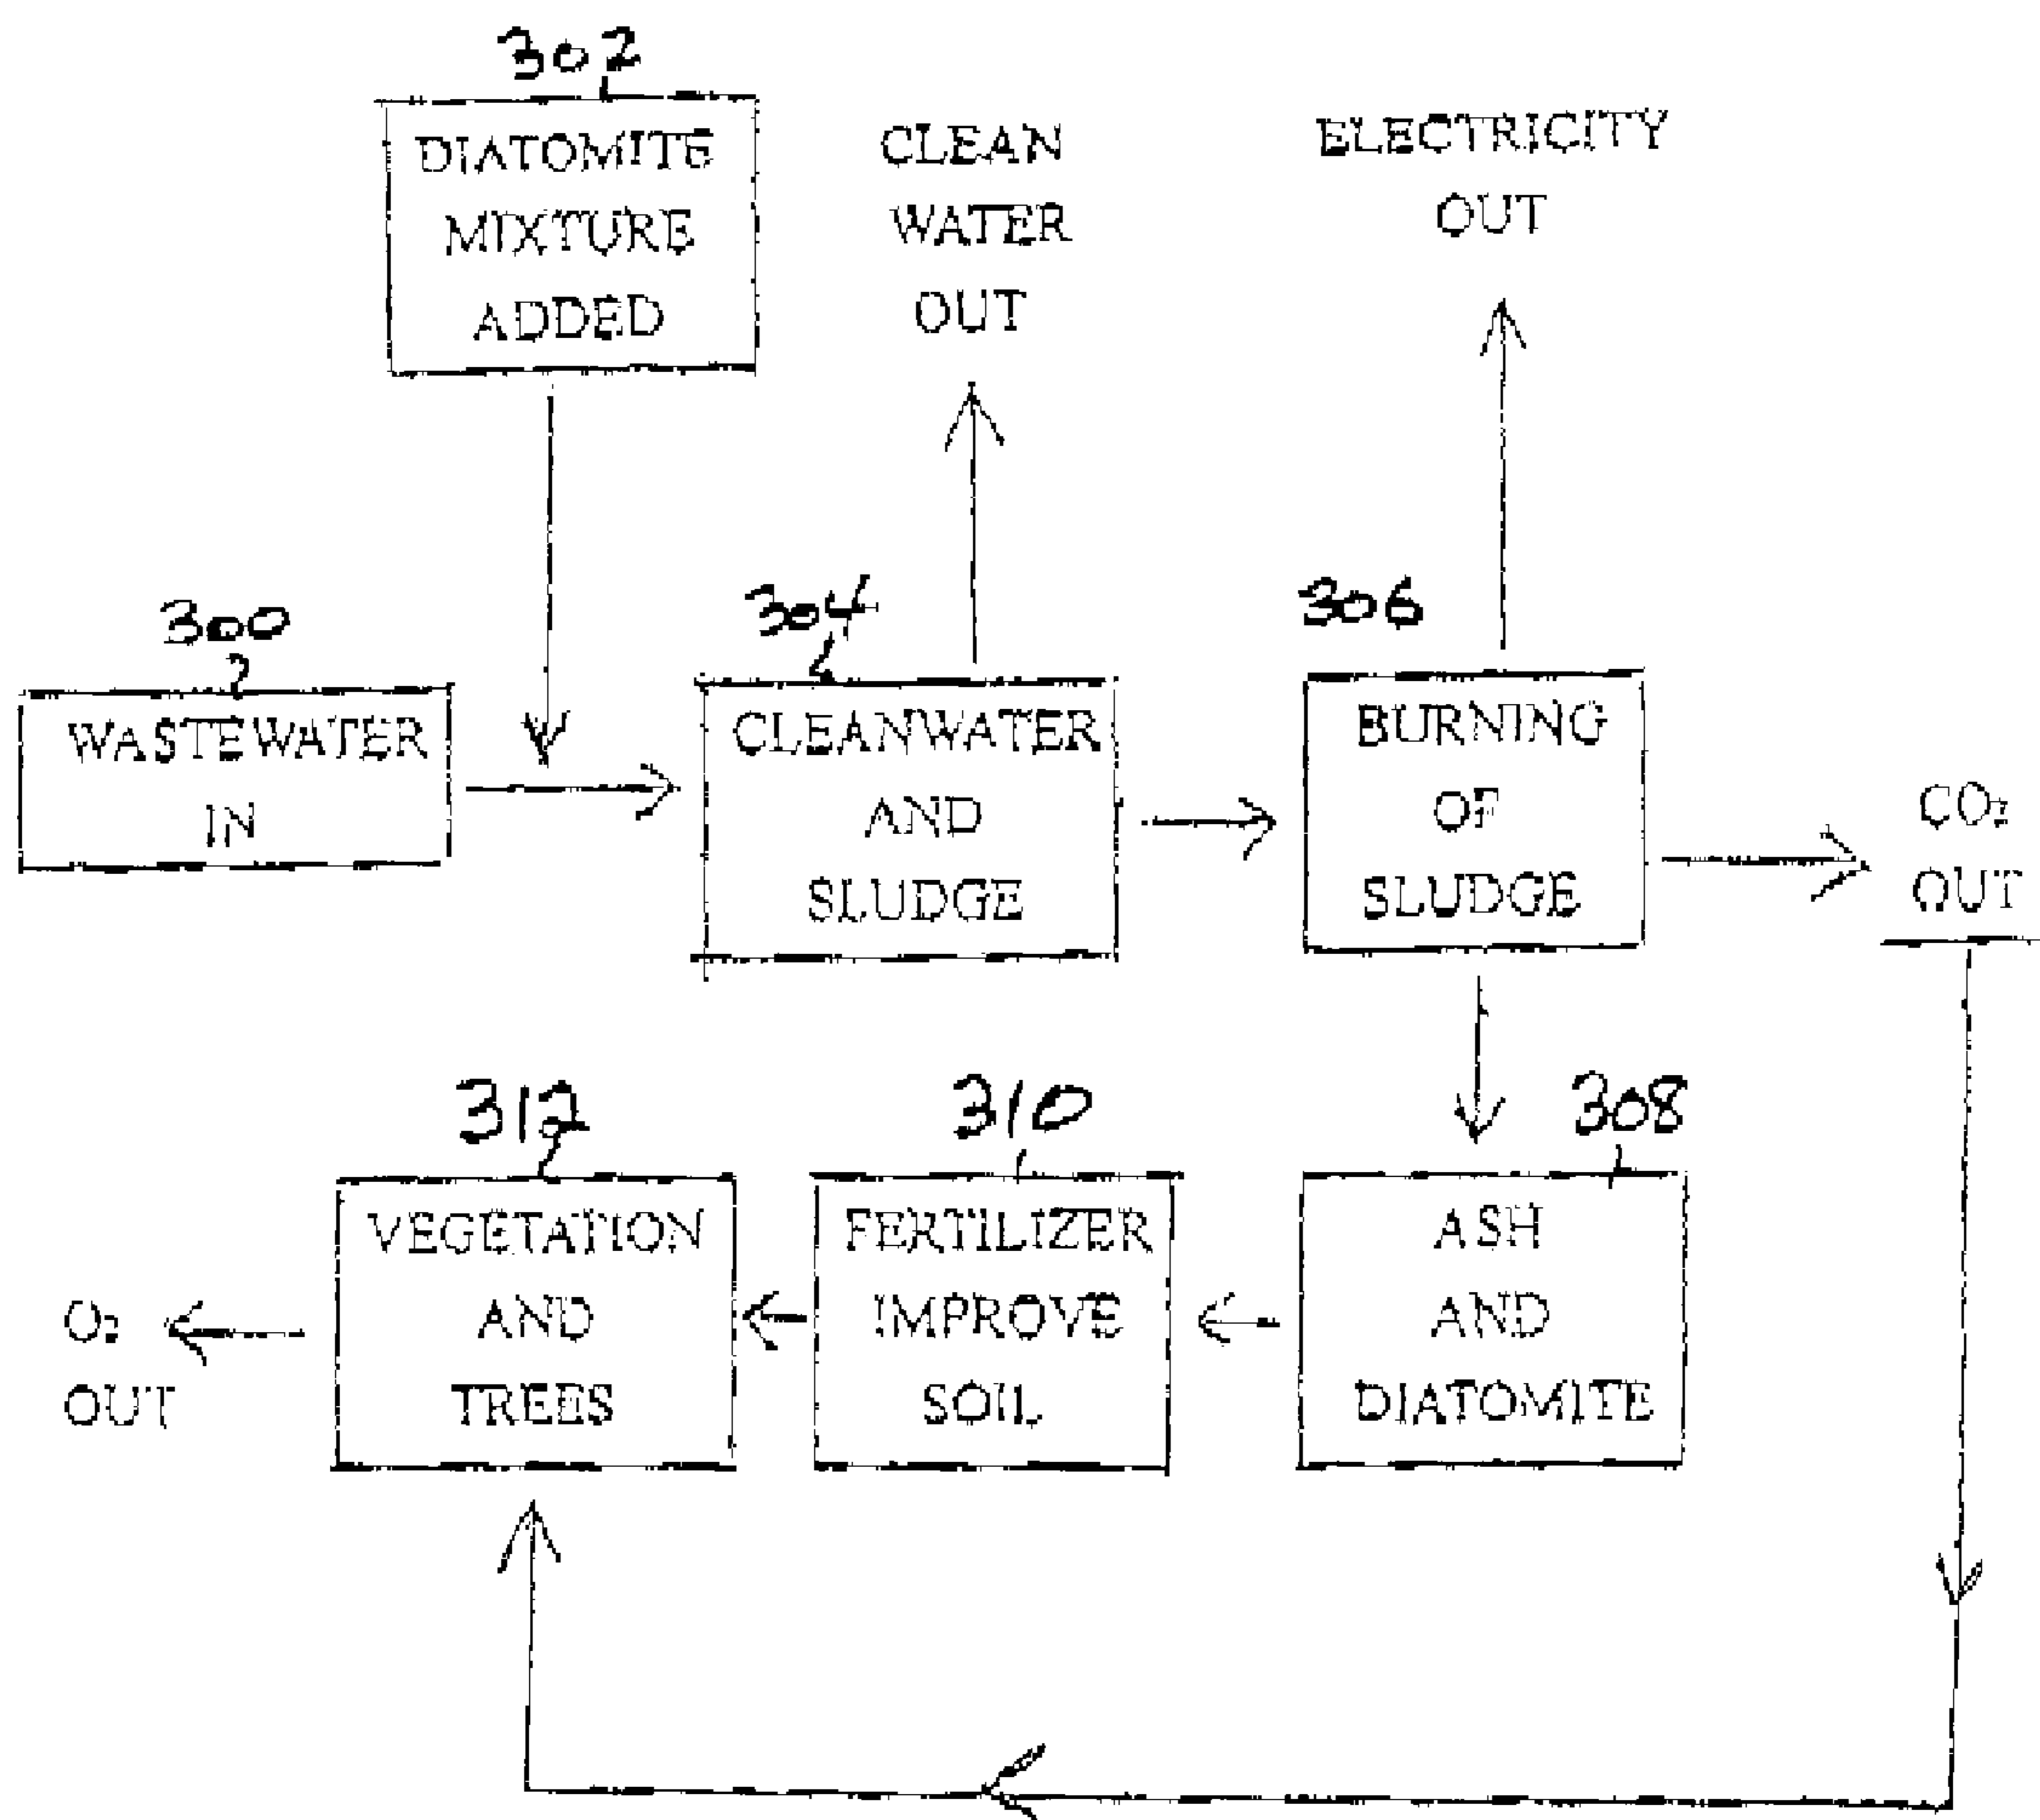 302
DIATOMITE
MIXTURE
ADDED
CLEAN
WATER
OUT
ELECTRICITY
OUT
300
WASTEWATER
IN
304
CLEANWATER
AND
SLUDGE
306
BURNING
OF
SLUDGE
CO₂
OUT
312
VEGETATION
AND
TREES
310
FERTILIZER
IMPROVE
SOIL
308
ASH
AND
DIATOMITE
O₂
OUT